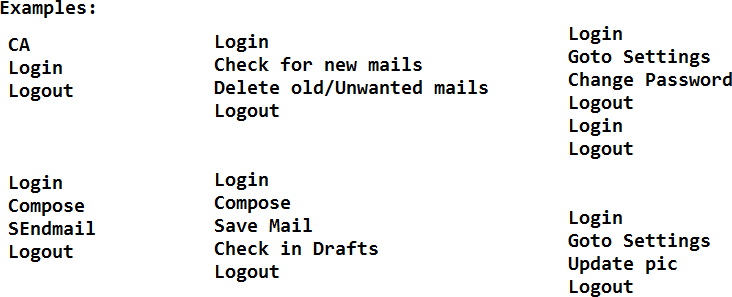 Examples:
CA
Login
Logout
Login
Check for new mails
Delete old/Unwanted mails
Logout
Login
Goto Settings
Change Password
Logout
Login
Logout
Login
Compose
SEndmail
Logout
Login
Compose
Save Mail
Check in Drafts
Logout
Login
Goto Settings
Update pic
Logout